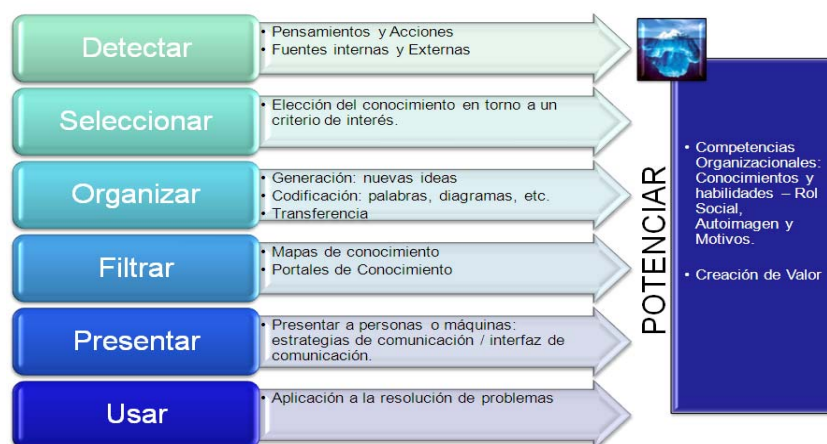 Detectar
• Pensamientos y Acciones
• Fuentes internas y Externas
Seleccionar
• Elección del conocimiento en torno a un
criterio de interés.
Organizar
• Generación: nuevas ideas
• Codificación: palabras, diagramas, etc.
• Transferencia
Filtrar
• Mapas de conocimiento
• Portales de Conocimiento
Presentar
• Presentar a personas o máquinas:
estrategias de comunicación / interfaz de
comunicación.
Usar
• Aplicación a la resolución de problemas
POTENCIAR
• Competencias
Organizacionales:
Conocimientos y
habilidades – Rol
Social,
Autoimagen y
Motivos.
• Creación de Valor